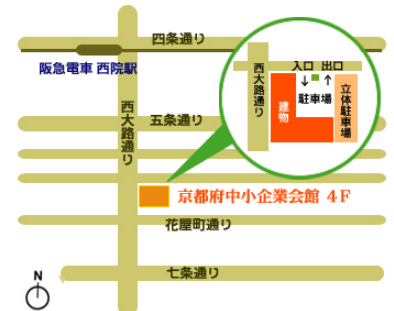 四条通り
阪急電車 西院駅
西大路通り
五条通り
入口 出口
↓ ↑
駐車場
西大路通り
建物
立体駐車場
京都府中小企業会館 4F
花屋町通り
七条通り
N